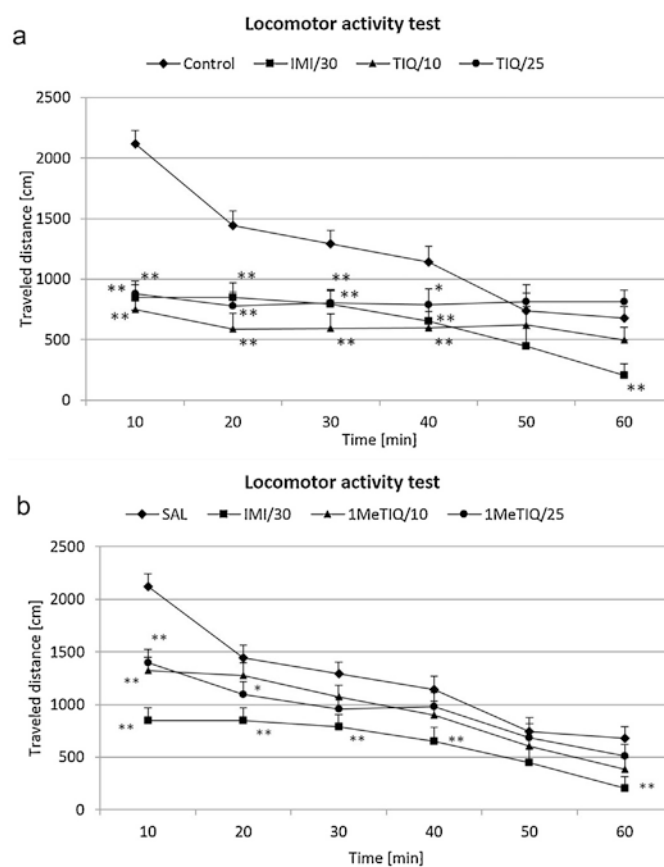 a
Locomotor activity test
Control IMI/30 TIQ/10 TIQ/25
Traveled distance [cm]
2500
2000
1500
1000
500
0
** **
**
**
**
**
**
**
**
*
**
**
**
10 20 30 40 50 60
Time [min]
b
Locomotor activity test
SAL IMI/30 1MeTIQ/10 1MeTIQ/25
Traveled distance (cm]
2500
2000
1500
1000
500
0
**
**
**
*
**
**
**
**
10 20 30 40 50 60
Time [min]